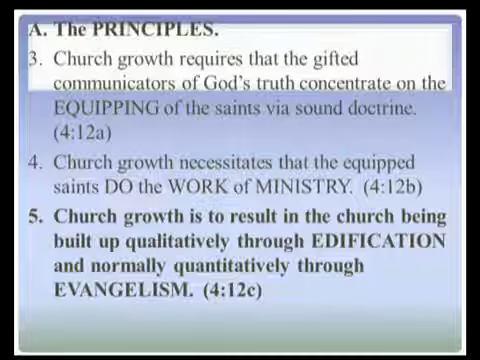 A. The PRINCIPLES.
3. Church growth requires that the gifted
communicators of God's truth concentrate on the
EQUIPPING of the saints via sound doctrine.
(4:12a)
4. Church growth necessitates that the equipped
saints DO the WORK of MINISTRY. (4:12b)
5. Church growth is to result in the church being
built up qualitatively through EDIFICATION
and normally quantitatively through
EVANGELISM. (4:12c)